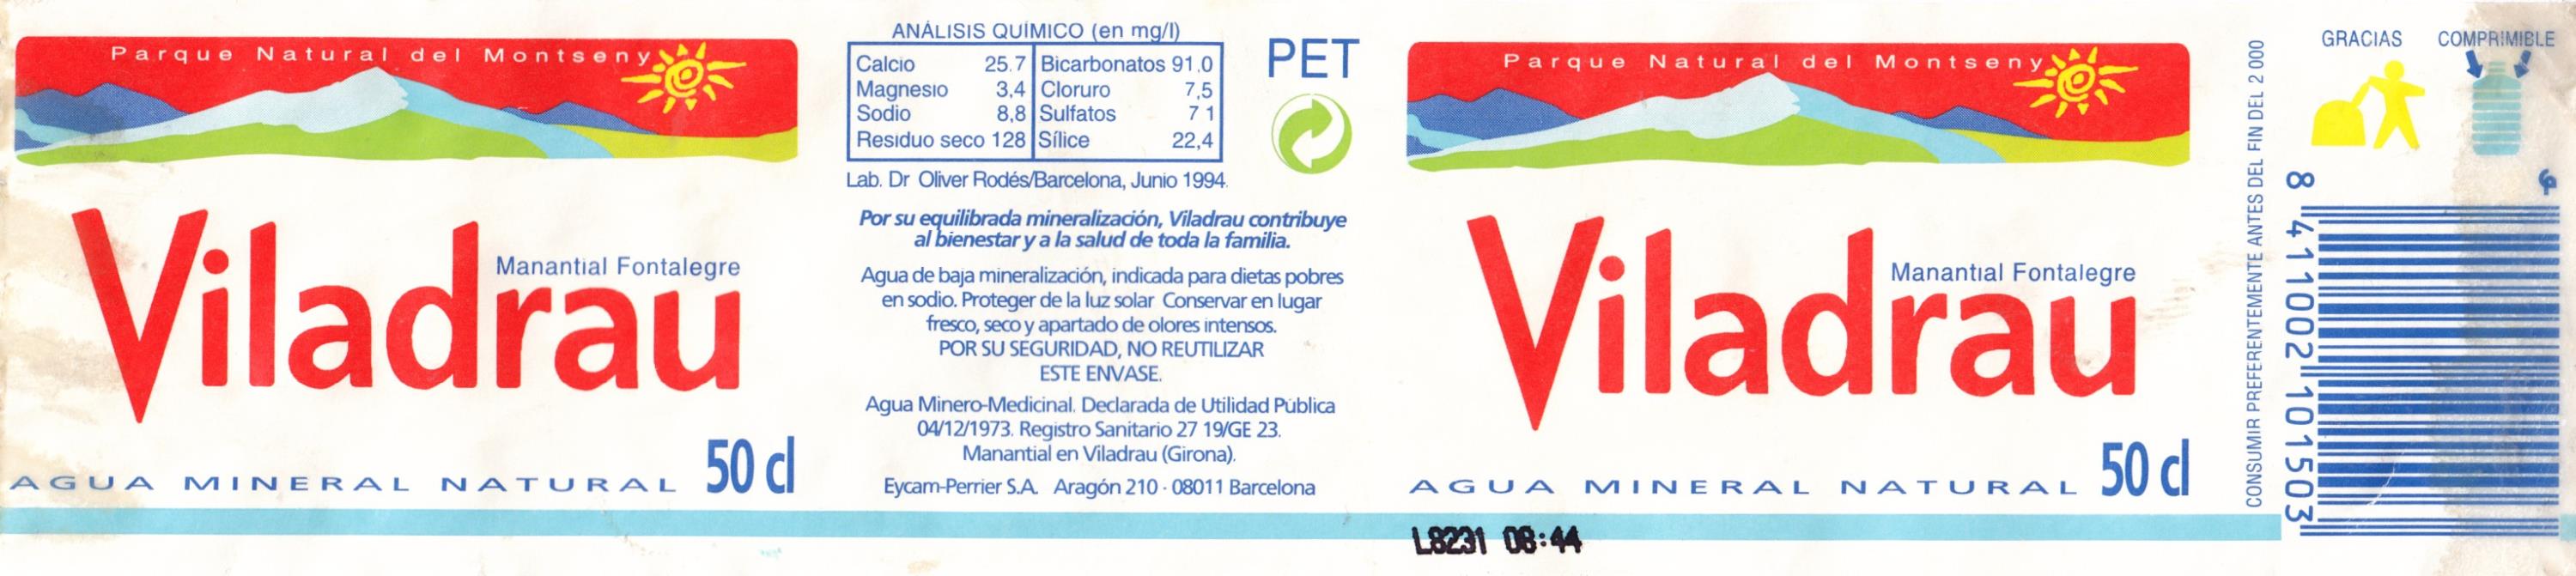 Parque Natural del Montseny
Viladrau
Manantial Fontalegre
AGUA MINERAL NATURAL
50 cl
ANÁLISIS QUÍMICO (en mg/l)
Calcio 25.7 Bicarbonatos 91,0
Magnesio 3,4 Cloruro 7,5
Sodio 8,8 Sulfatos 7 1
Residuo seco 128 Sílice 22,4
Lab. Dr Oliver Rodés/Barcelona, Junio 1994.
PET
Por su equilibrada mineralización, Viladrau contribuye
al bienestar y a la salud de toda la familia.
Agua de baja mineralización, indicada para dietas pobres
en sodio. Proteger de la luz solar Conservar en lugar
fresco, seco y apartado de olores intensos.
POR SU SEGURIDAD, NO REUTILIZAR
ESTE ENVASE.
Agua Minero-Medicinal. Declarada de Utilidad Pública
04/12/1973. Registro Sanitario 27 19/GE 23.
Manantial en Viladrau (Girona).
Eycam-Perrier S.A. Aragón 210 - 08011 Barcelona
Parque Natural del Montseny
Viladrau
Manantial Fontalegre
AGUA MINERAL NATURAL
50 cl
L8231 08:44
CONSUMIR PREFERENTEMENTE ANTES DEL FIN DEL 2 000
GRACIAS
COMPRIMIBLE
8 411002 101503